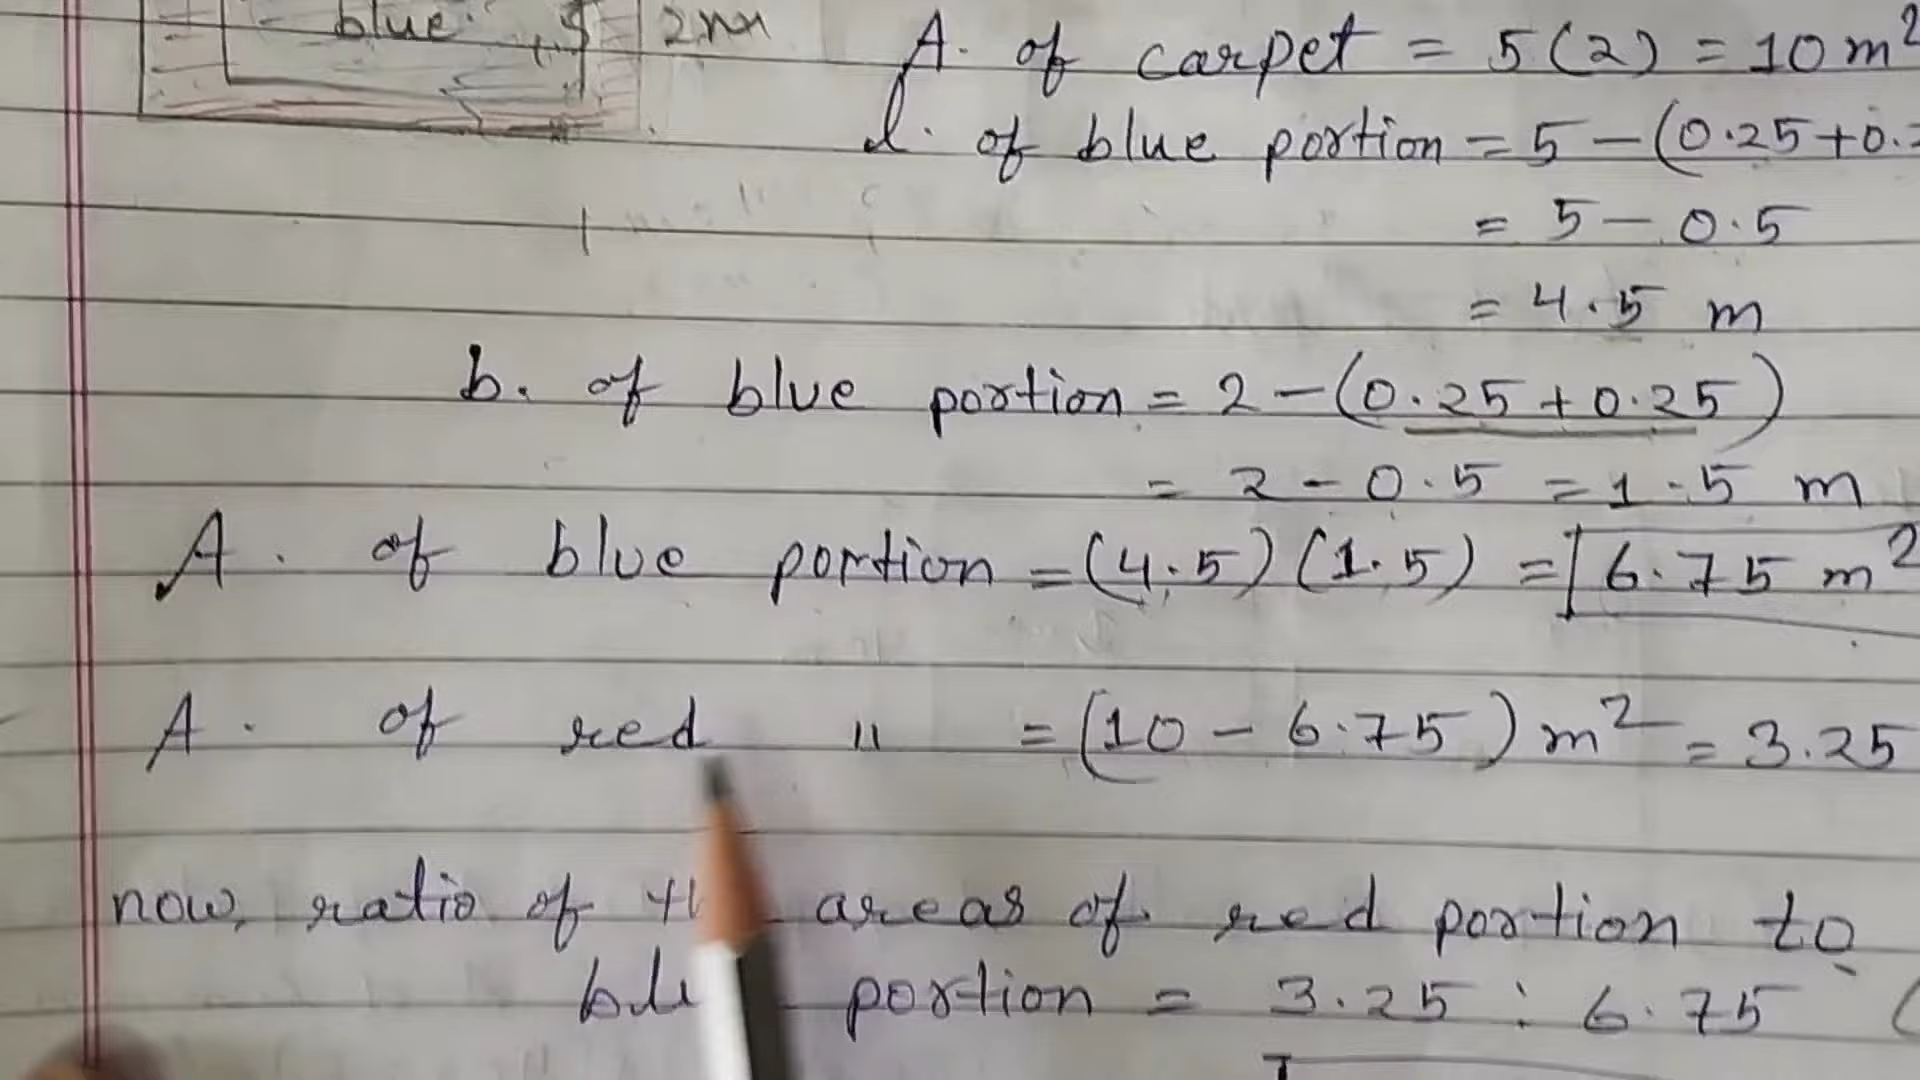 blue
2m
A. of carpet = 5(2) = 10 m²
l. of blue portion = 5 - (0.25+0.
= 5 - 0.5
= 4.5 m
b. of blue portion = 2 - (0.25 + 0.25)
= 2 - 0.5 = 1.5 m
A. of blue portion = (4.5) (1.5) = 6.75 m²
A. of red " = (10 - 6.75) m² = 3.25
now, ratio of areas of red portion to
portion = 3.25 : 6.75 (